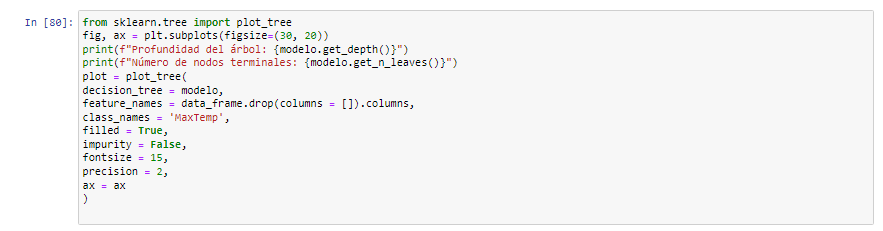 In [80]: from sklearn.tree import plot_tree
fig, ax = plt.subplots(figsize=(30, 20))
print(f"Profundidad del árbol: {modelo.get_depth()}")
print(f"Número de nodos terminales: {modelo.get_n_leaves()}")
plot = plot_tree(
decision_tree = modelo,
feature_names = data_frame.drop(columns = []).columns,
class_names = 'MaxTemp',
filled = True,
impurity = False,
fontsize = 15,
precision = 2,
ax = ax
)